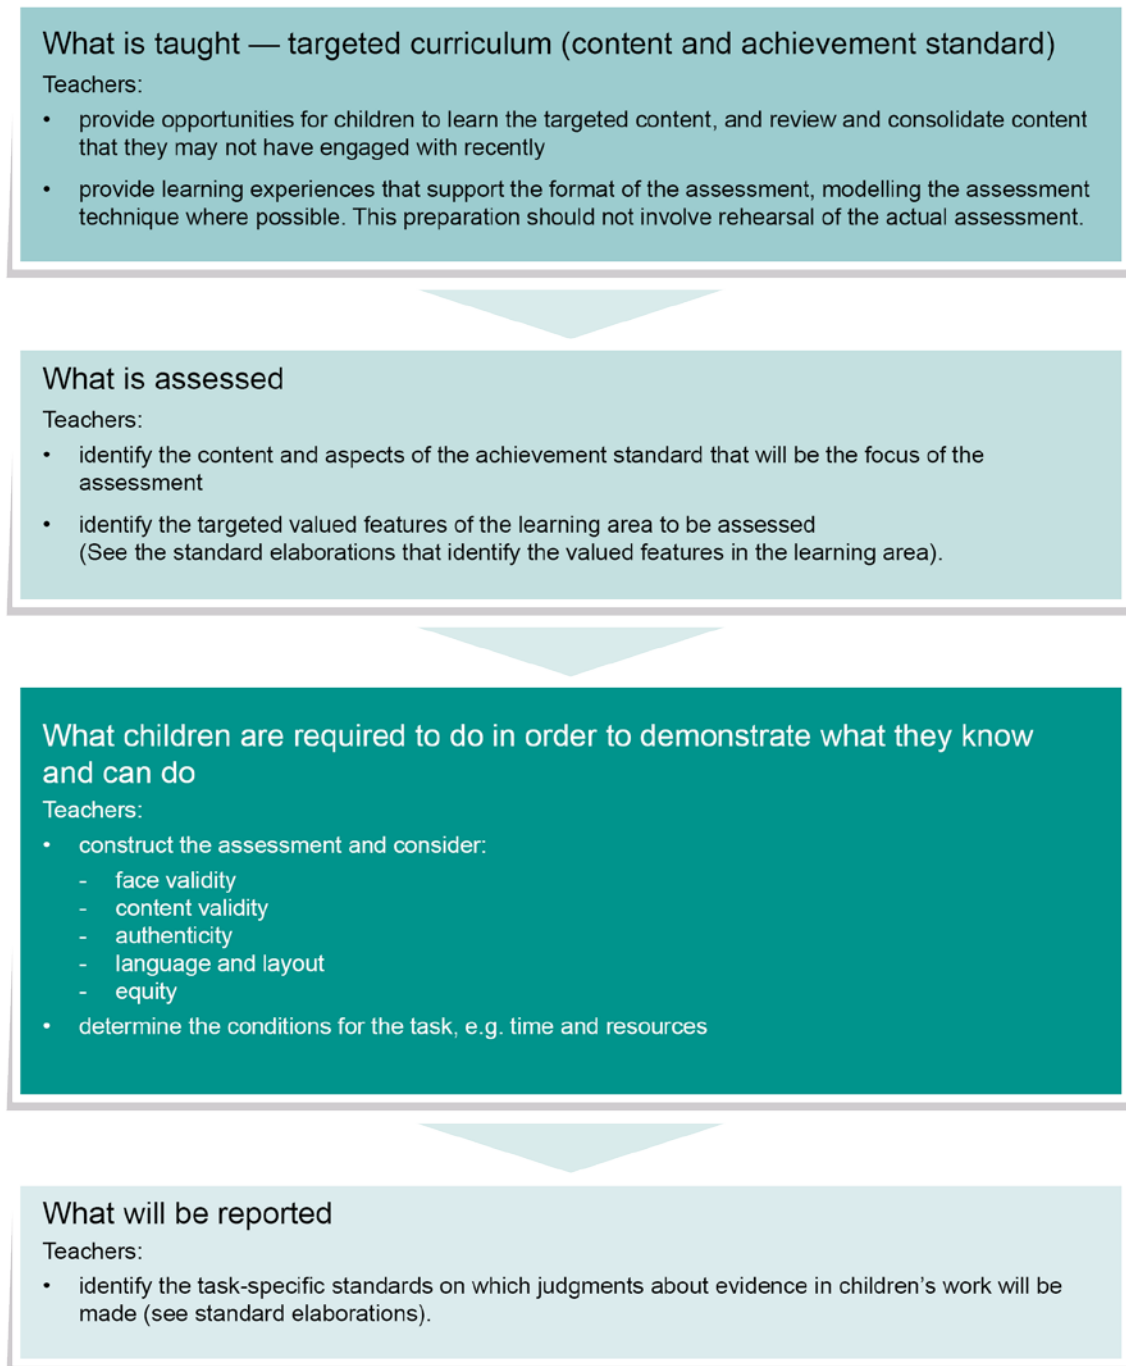 What is taught — targeted curriculum (content and achievement standard)
Teachers:
• provide opportunities for children to learn the targeted content, and review and consolidate content
that they may not have engaged with recently
• provide learning experiences that support the format of the assessment, modelling the assessment
technique where possible. This preparation should not involve rehearsal of the actual assessment.
What is assessed
Teachers:
• identify the content and aspects of the achievement standard that will be the focus of the
assessment
• identify the targeted valued features of the learning area to be assessed
(See the standard elaborations that identify the valued features in the learning area).
What children are required to do in order to demonstrate what they know
and can do
Teachers:
• construct the assessment and consider:
- face validity
- content validity
- authenticity
- language and layout
- equity
• determine the conditions for the task, e.g. time and resources
What will be reported
Teachers:
• identify the task-specific standards on which judgments about evidence in children’s work will be
made (see standard elaborations).